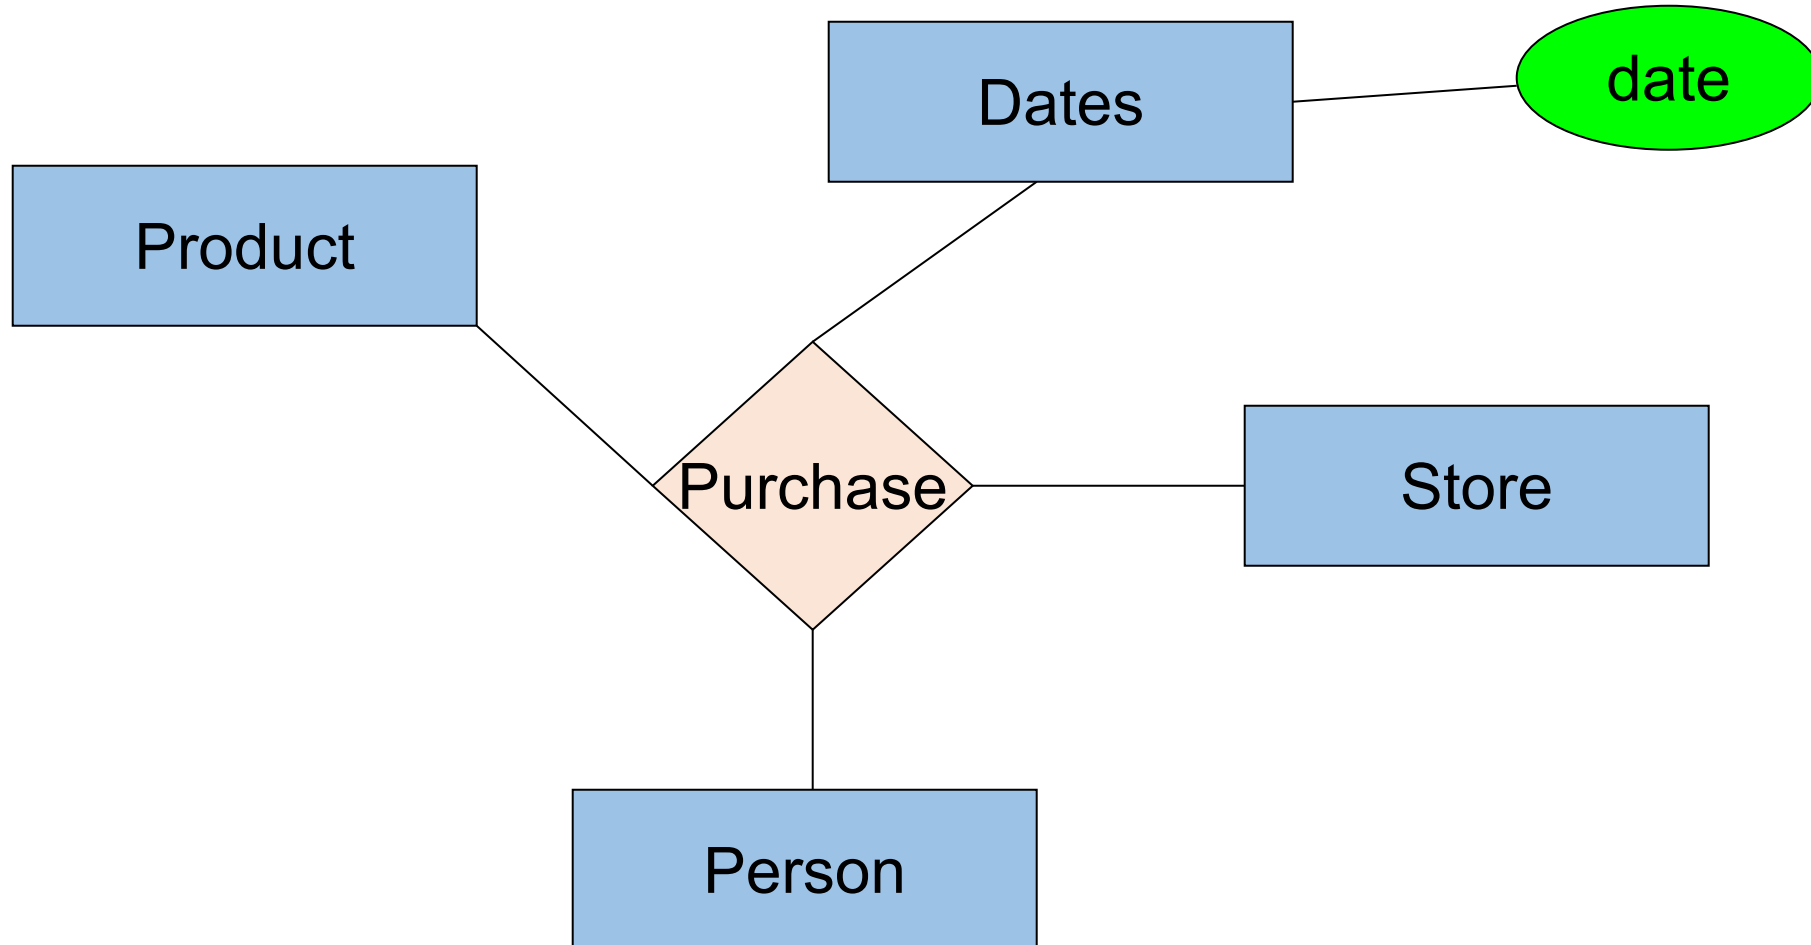 Dates
date
Product
Purchase
Store
Person